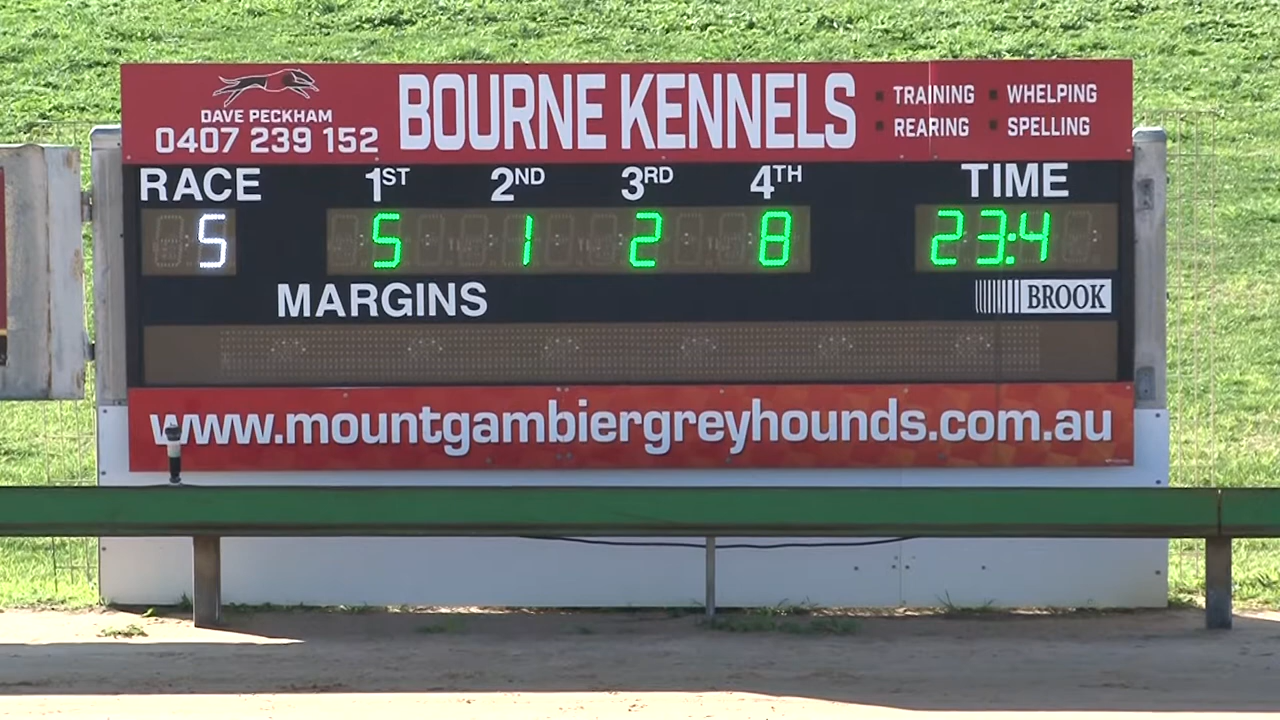 DAVE PECKHAM
0407 239 152
BOURNE KENNELS
TRAINING WHELPING
REARING SPELLING
RACE 1ST 2ND 3RD 4TH TIME
5 5 1 2 8 23:4
MARGINS
BROOK
www.mountgambiergreyhounds.com.au